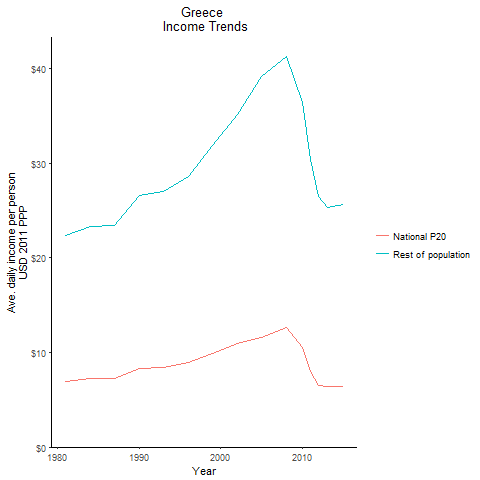 Greece
Income Trends
$40
$30
$20
$10
$0
Ave. daily income per person
USD 2011 PPP
1980
1990
2000
2010
Year
National P20
Rest of population